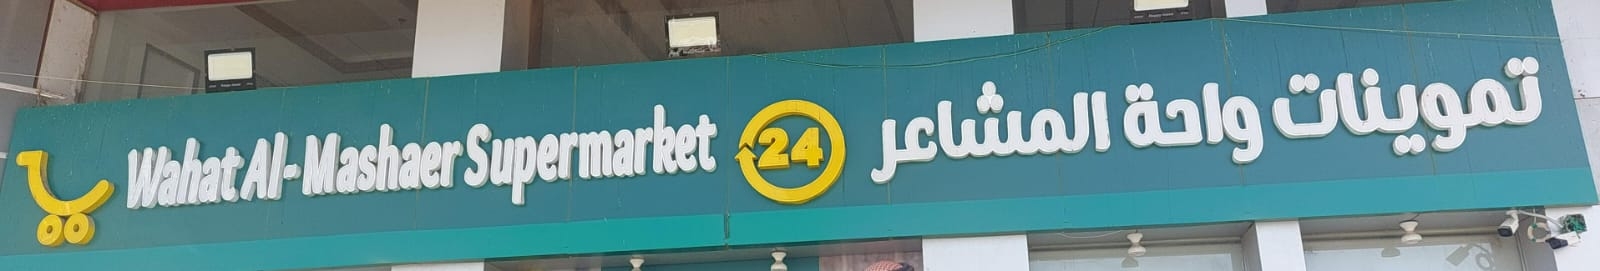 Wahat Al-Mashaer Supermarket
24
تموينات واحة المشاعر